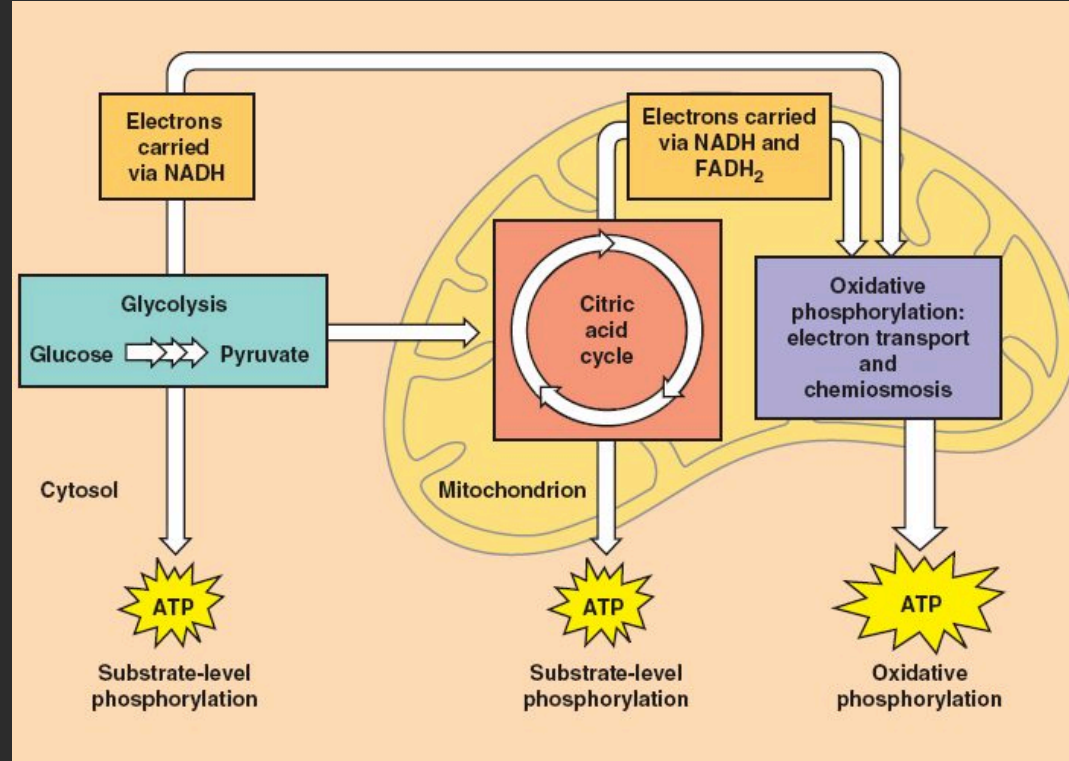 Electrons
carried
via NADH
Electrons carried
via NADH and
FADH₂
Glycolysis
Glucose Pyruvate
Citric
acid
cycle
Oxidative
phosphorylation:
electron transport
and
chemiosmosis
Cytosol
Mitochondrion
ATP
ATP
ATP
Substrate-level
phosphorylation
Substrate-level
phosphorylation
Oxidative
phosphorylation